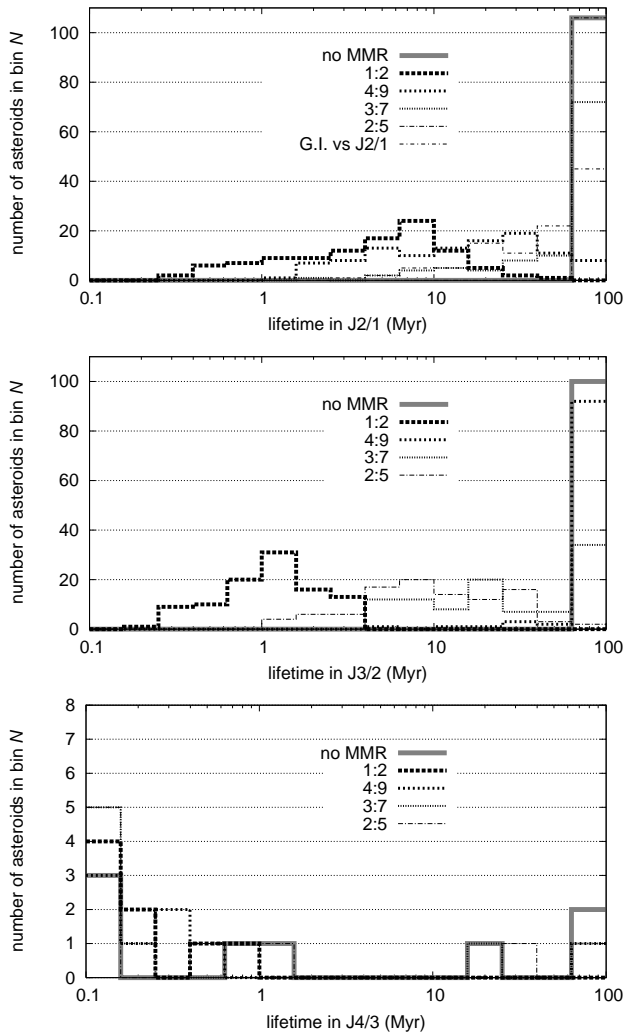 number of asteroids in bin N
100
80
60
40
20
0
no MMR
1:2
4:9
3:7
2:5
G.I. vs J2/1
0.1 1 10 100
lifetime in J2/1 (Myr)
number of asteroids in bin N
100
80
60
40
20
0
no MMR
1:2
4:9
3:7
2:5
0.1 1 10 100
lifetime in J3/2 (Myr)
number of asteroids in bin N
8
7
6
5
4
3
2
1
0
no MMR
1:2
4:9
3:7
2:5
0.1 1 10 100
lifetime in J4/3 (Myr)